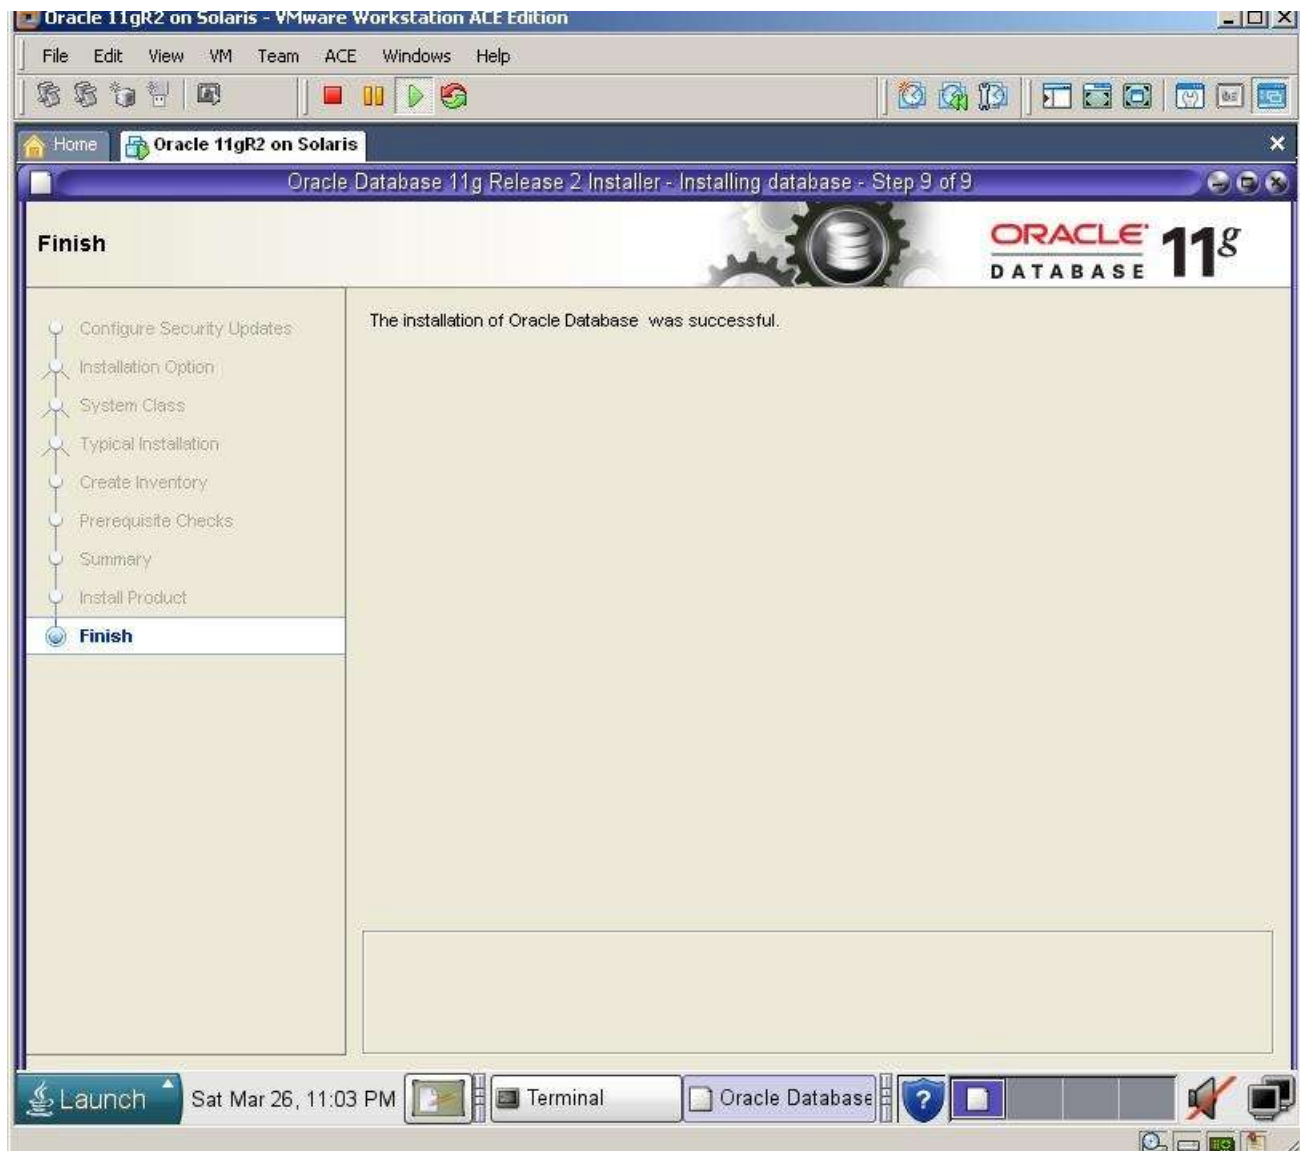 Oracle 11gR2 on Solaris - VMware Workstation ACE Edition
File Edit View VM Team ACE Windows Help
Home Oracle 11gR2 on Solaris
Oracle Database 11g Release 2 Installer - Installing database - Step 9 of 9
Finish
ORACLE 11g
DATABASE
Configure Security Updates
The installation of Oracle Database was successful.
Installation Option
System Class
Typical Installation
Create Inventory
Prerequisite Checks
Summary
Install Product
Finish
Launch Sat Mar 26, 11:03 PM Terminal Oracle Database